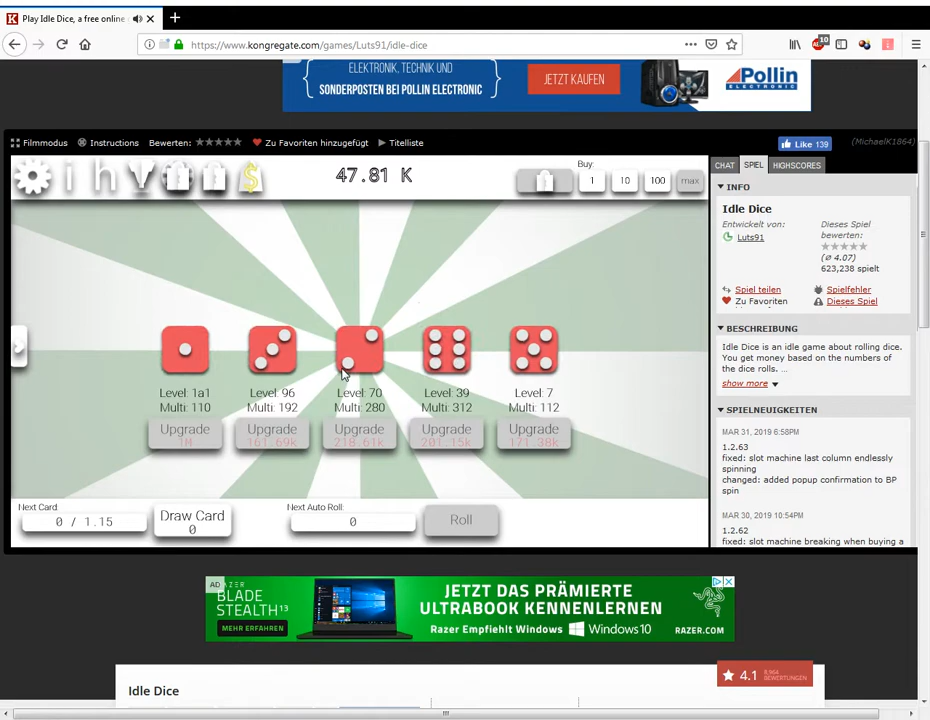 Play Idle Dice, a free online
https://www.kongregate.com/games/Luts91/idle-dice
10
ELEKTRONIK, TECHNIK UND
SONDERPOSTEN BEI POLLIN ELECTRONIC
JETZT KAUFEN
Pollin
ELECTRONIC
Filmmodus
Instructions
Bewerten:
Zu Favoriten hinzugefügt
Titelliste
Like 139
(MichaelK1864)
i h
47.81 K
Buy:
1
10
100
max
Level: 1a1
Multi: 110
Upgrade
1M
Level: 96
Multi: 192
Upgrade
161.69k
Level: 70
Multi: 280
Upgrade
218.61k
Level: 39
Multi: 312
Upgrade
201.15k
Level: 7
Multi: 112
Upgrade
171.38k
Next Card:
0 / 1.15
Draw Card
0
Next Auto Roll:
0
Roll
CHAT
SPIEL
HIGHSCORES
INFO
Idle Dice
Entwickelt von:
Luts91
Dieses Spiel
bewerten:
(ø 4.07)
623,238 spielt
Spiel teilen
Spielfehler
Zu Favoriten
Dieses Spiel
BESCHREIBUNG
Idle Dice is an idle game about rolling dice.
You get money based on the numbers of
the dice rolls. ...
show more
SPIELNEUIGKEITEN
MAR 31, 2019 6:58PM
1.2.63
fixed: slot machine last column endlessly
spinning
changed: added popup confirmation to BP
spin
MAR 30, 2019 10:54PM
1.2.62
fixed: slot machine breaking when buying a
AD
RAZER
BLADE
STEALTH 13
MEHR ERFAHREN
JETZT DAS PRÄMIERTE
ULTRABOOK KENNENLERNEN
Razer Empfiehlt Windows
Windows10
RAZER.COM
Idle Dice
4.1
8,964
BEWERTUNGEN